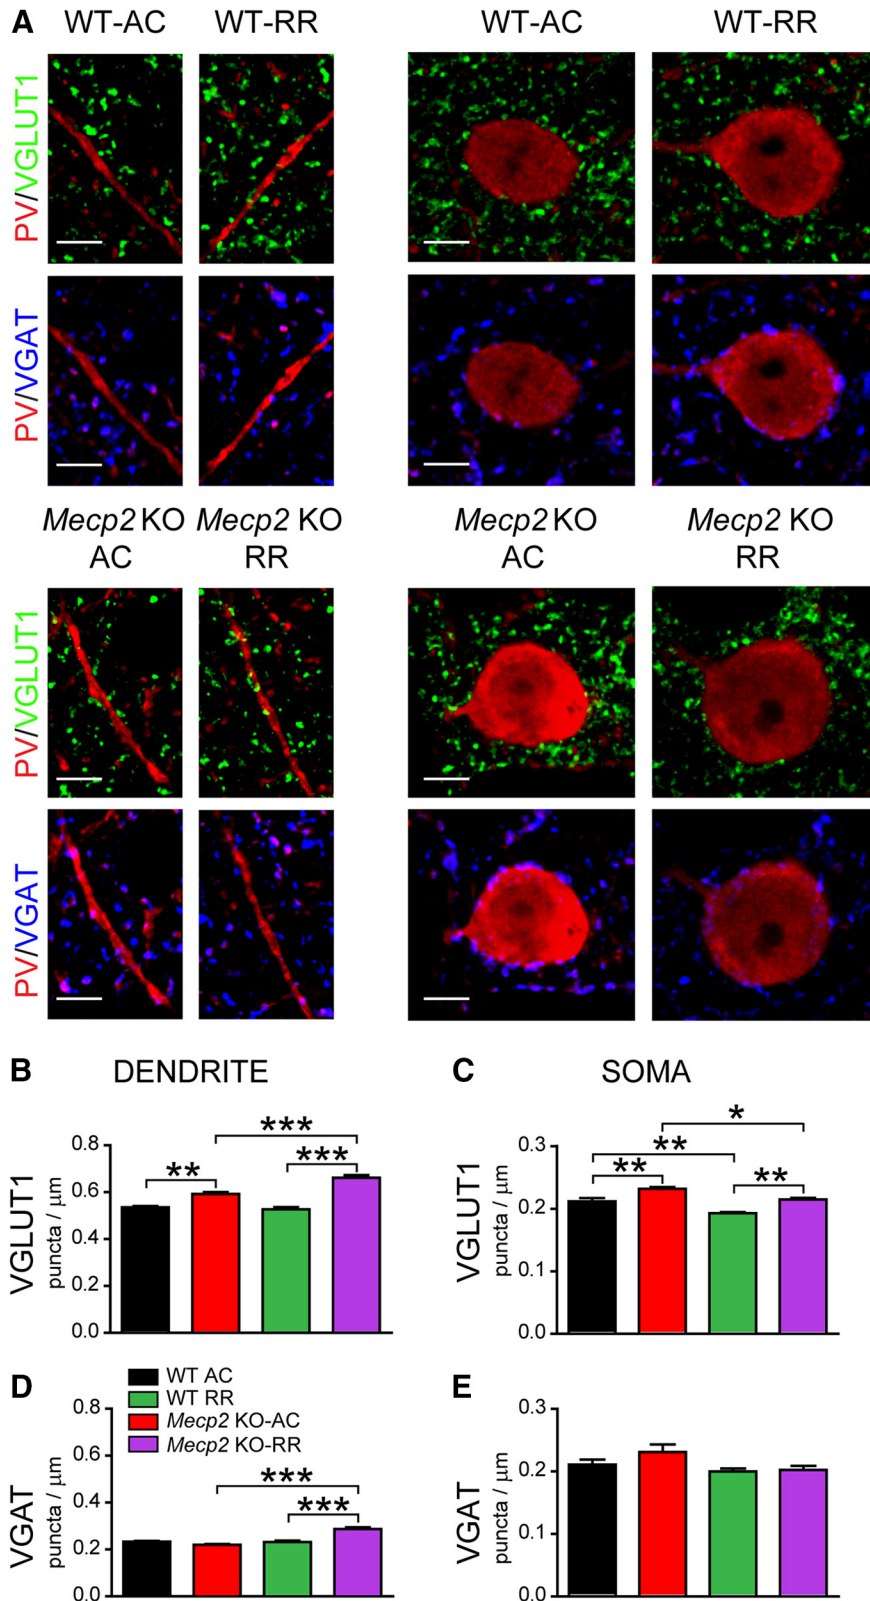 A
WT-AC WT-RR WT-AC WT-RR
PV/VGLUT1
PV/VGAT
Mecp2 KO AC Mecp2 KO RR Mecp2 KO AC Mecp2 KO RR
PV/VGLUT1
PV/VGAT
B DENDRITE
VGLUT1
puncta / μm
0.8
0.6
0.4
0.2
0.0
**
***
***
C SOMA
VGLUT1
puncta / μm
0.3
0.2
0.1
0.0
**
**
*
**
D
WT AC
WT RR
Mecp2 KO-AC
Mecp2 KO-RR
VGAT
puncta / μm
0.8
0.6
0.4
0.2
0.0
***
***
E
VGAT
puncta / μm
0.3
0.2
0.1
0.0